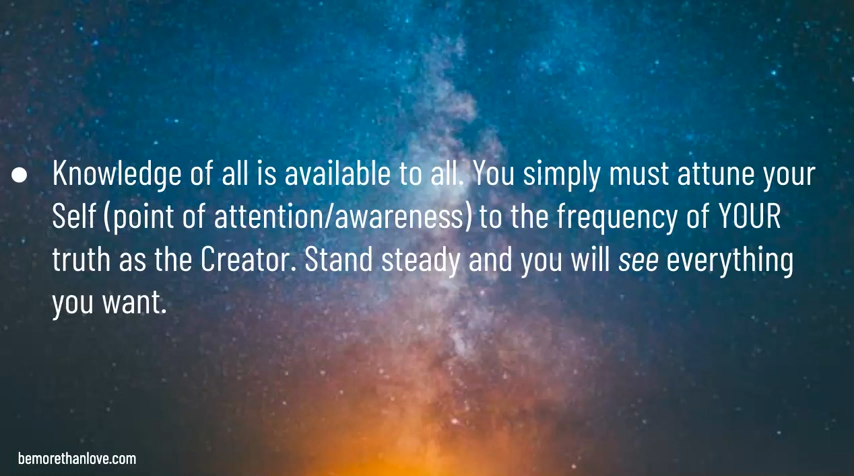 ● Knowledge of all is available to all. You simply must attune your
Self (point of attention/awareness) to the frequency of YOUR
truth as the Creator. Stand steady and you will see everything
you want.
bemorethanlove.com